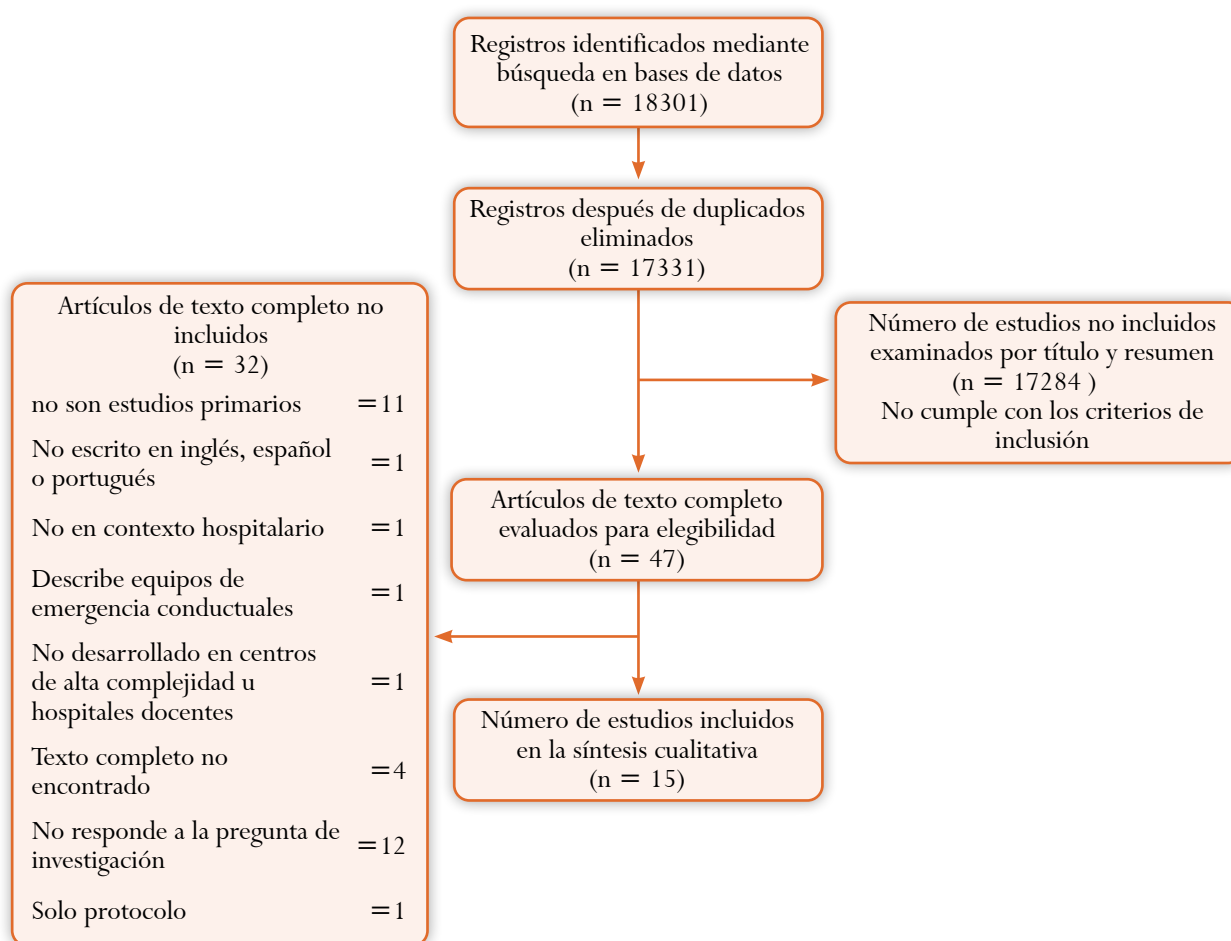 Registros identificados mediante
búsqueda en bases de datos
(n = 18301)
Registros después de duplicados
eliminados
(n = 17331)
Número de estudios no incluidos
examinados por título y resumen
(n = 17284 )
No cumple con los criterios de
inclusión
Artículos de texto completo
evaluados para elegibilidad
(n = 47)
Artículos de texto completo no
incluidos
(n = 32)
no son estudios primarios =11
No escrito en inglés, español
o portugués =1
No en contexto hospitalario =1
Describe equipos de
emergencia conductuales =1
No desarrollado en centros
de alta complejidad u =1
hospitales docentes
Texto completo no
encontrado =4
No responde a la pregunta de
investigación =12
Solo protocolo =1
Número de estudios incluidos
en la síntesis cualitativa
(n = 15)